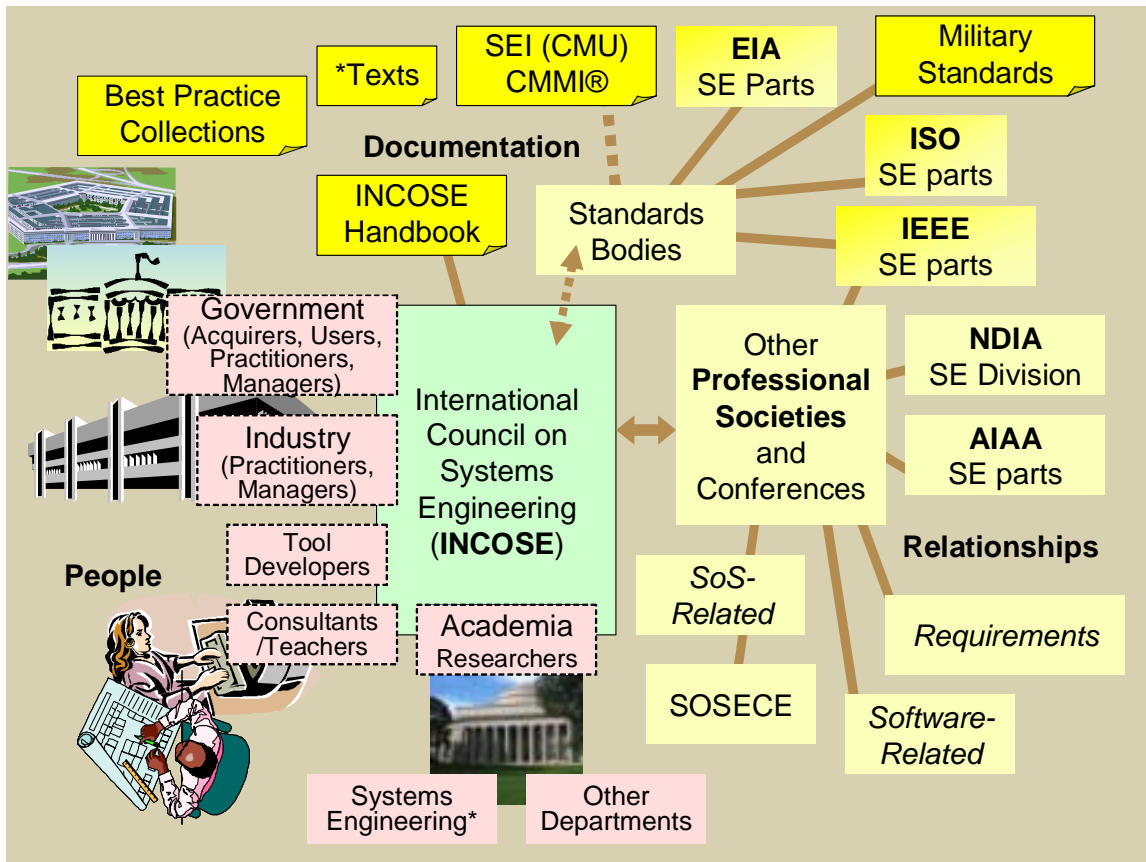 *Texts
SEI (CMU)
CMMI®
EIA
SE Parts
Military
Standards
Best Practice
Collections
Documentation
ISO
SE parts
INCOSE
Handbook
Standards
Bodies
IEEE
SE parts
Government
(Acquirers, Users,
Practitioners,
Managers)
International
Council on
Systems
Engineering
(INCOSE)
Other
Professional
Societies
and
Conferences
NDIA
SE Division
Industry
(Practitioners,
Managers)
AIAA
SE parts
Tool
Developers
Relationships
People
Consultants
/Teachers
Academia
Researchers
SoS-
Related
Requirements
SOSECE
Software-
Related
Systems
Engineering*
Other
Departments